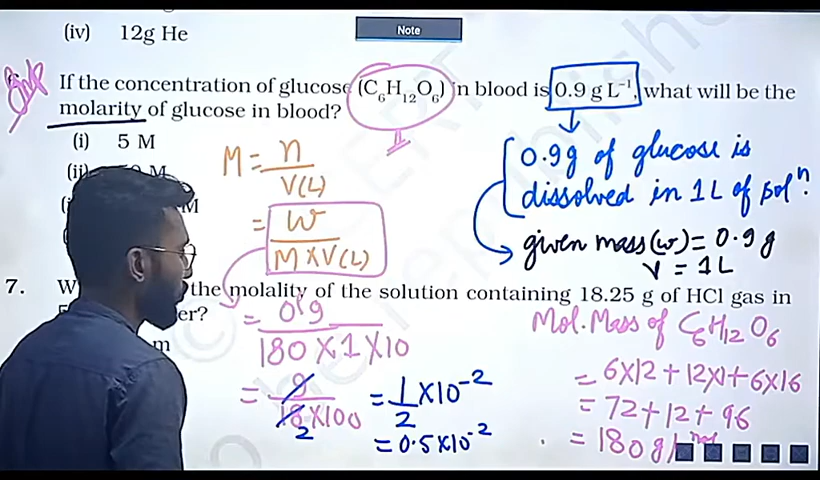 (iv) 12g He
Note
Imp
If the concentration of glucose (C₆H₁₂O₆) in blood is 0.9 g L⁻¹, what will be the
molarity of glucose in blood?
(i) 5 M
(ii) M
M
M = n
V(L)
= W
M×V(L)
0.9g of glucose is
dissolved in 1L of solⁿ.
given mass(w) = 0.9 g
V = 1L
7. the molality of the solution containing 18.25 g of HCl gas in
m
= 09
180×1×10
= 9
18×100
2
= 1 ×10⁻²
2
= 0.5×10⁻²
Mol. Mass of C₆H₁₂O₆
= 6×12 + 12×1 + 6×16
= 72 + 12 + 96
= 180 g/mol